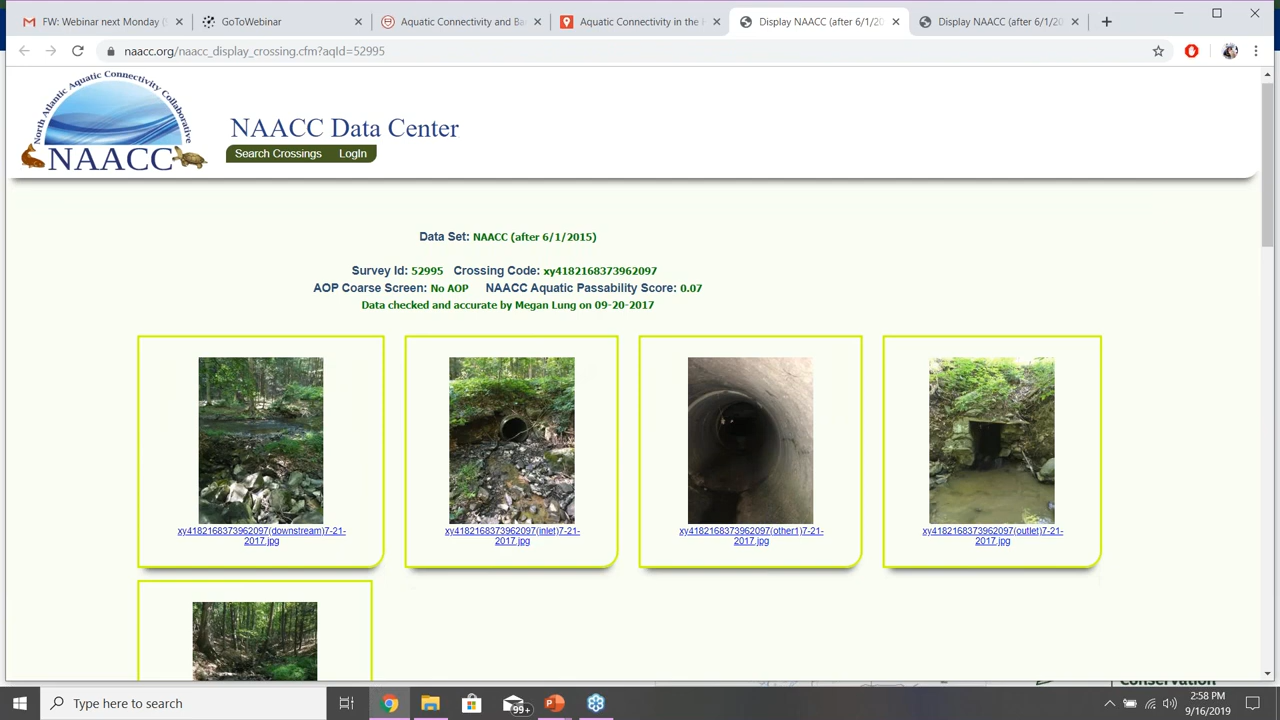 FW: Webinar next Monday (
GoToWebinar
Aquatic Connectivity and Ba
Aquatic Connectivity in the
Display NAACC (after 6/1/20
Display NAACC (after 6/1/20
naacc.org/naacc_display_crossing.cfm?aqId=52995
North Atlantic Aquatic Connectivity Collaborative
NAACC
NAACC Data Center
Search Crossings LogIn
Data Set: NAACC (after 6/1/2015)
Survey Id: 52995 Crossing Code: xy4182168373962097
AOP Coarse Screen: No AOP NAACC Aquatic Passability Score: 0.07
Data checked and accurate by Megan Lung on 09-20-2017
xy4182168373962097(downstream)7-21-
2017.jpg
xy4182168373962097(inlet)7-21-
2017.jpg
xy4182168373962097(other1)7-21-
2017.jpg
xy4182168373962097(outlet)7-21-
2017.jpg
Conservation
Type here to search
99+
2:58 PM
9/16/2019